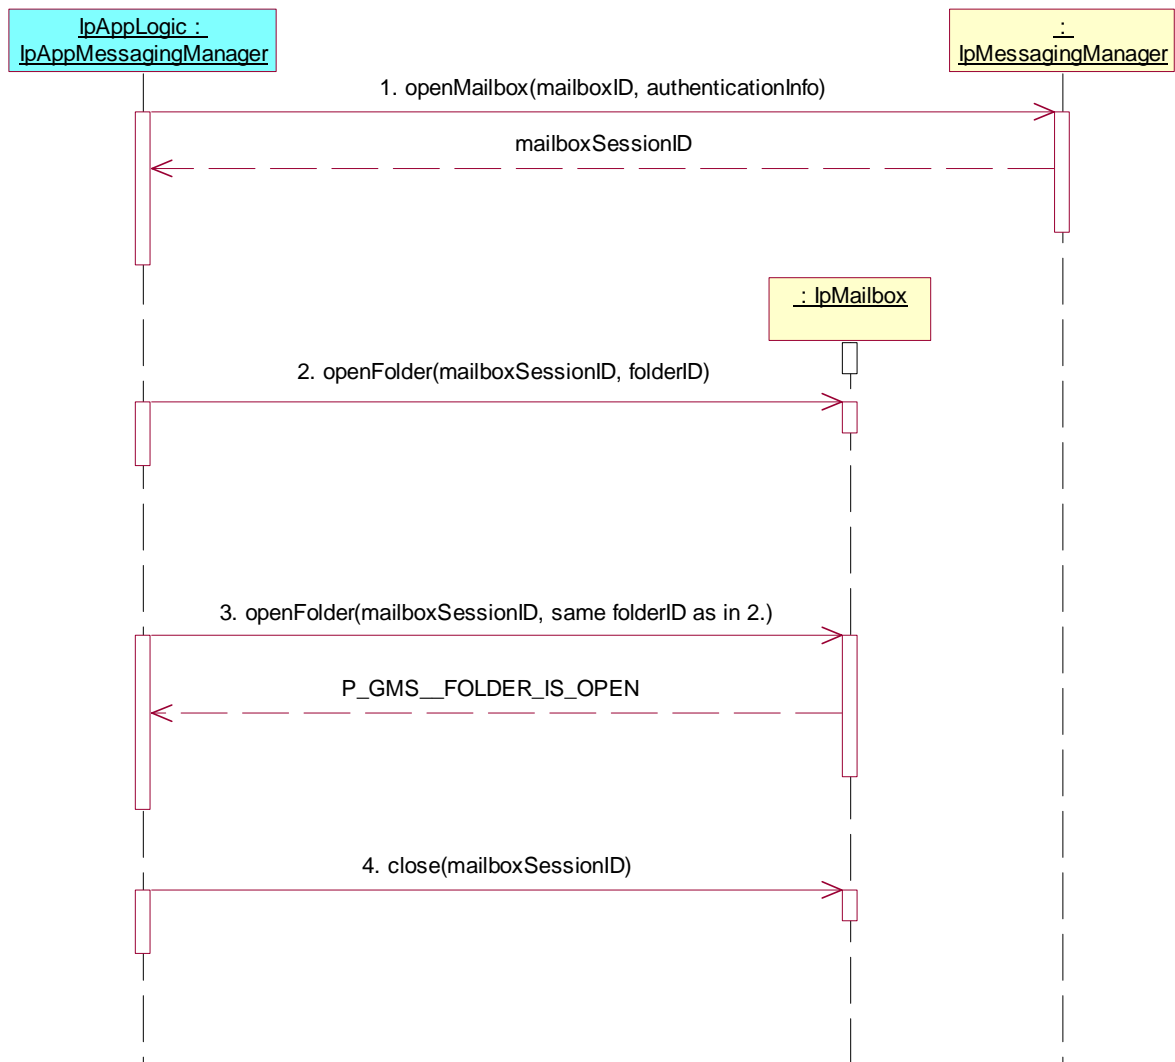 IpAppLogic :
IpAppMessagingManager
:
IpMessagingManager
1. openMailbox(mailboxID, authenticationInfo)
mailboxSessionID
: IpMailbox
2. openFolder(mailboxSessionID, folderID)
3. openFolder(mailboxSessionID, same folderID as in 2.)
P_GMS__FOLDER_IS_OPEN
4. close(mailboxSessionID)